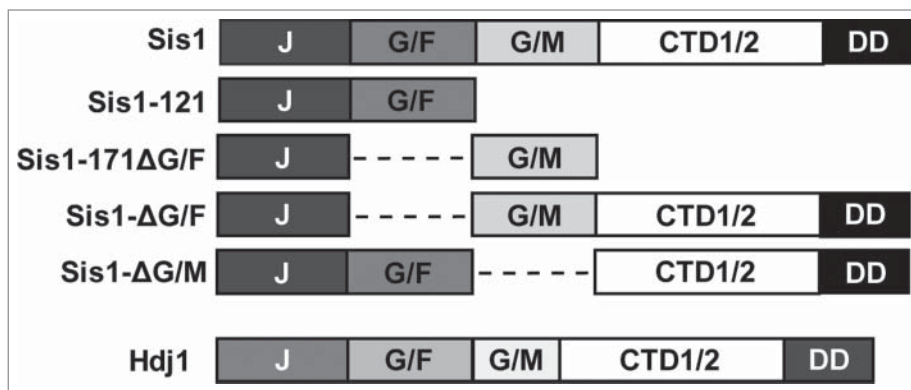 Sis1 J G/F G/M CTD1/2 DD
Sis1-121 J G/F
Sis1-171ΔG/F J G/M
Sis1-ΔG/F J G/M CTD1/2 DD
Sis1-ΔG/M J G/F CTD1/2 DD
Hdj1 J G/F G/M CTD1/2 DD